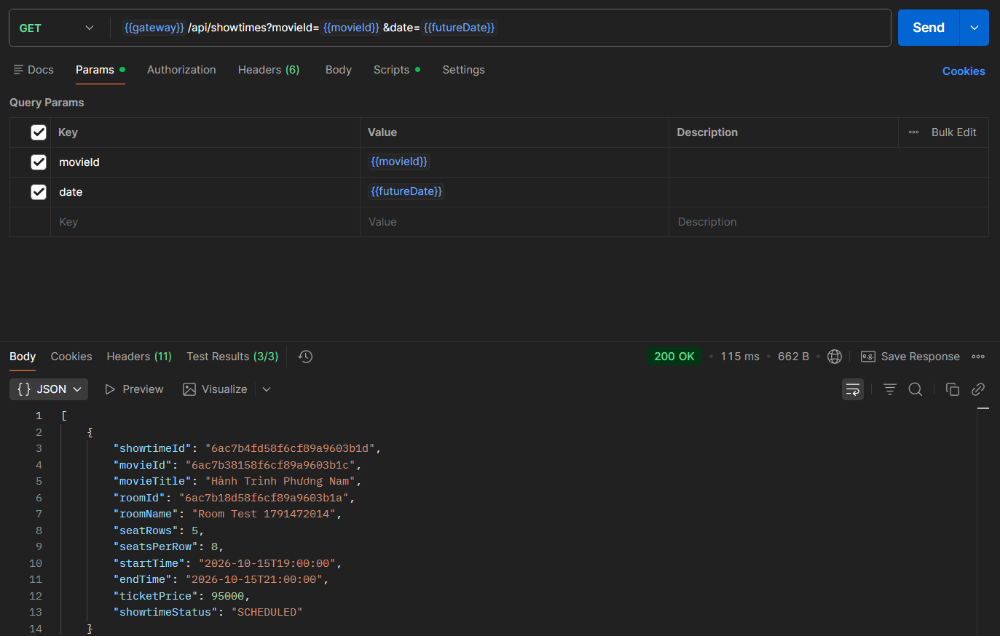 GET {{gateway}}/api/showtimes?movieId={{movieId}}&date={{futureDate}} Send
Docs Params Authorization Headers (6) Body Scripts Settings Cookies
Query Params
Key Value Description Bulk Edit
movieId {{movieId}}
date {{futureDate}}
Key Value Description
Body Cookies Headers (11) Test Results (3/3) 200 OK 115 ms 662 B e.g. Save Response
{} JSON Preview Visualize
1 [
2 {
3 "showtimeId": "6ac7b4fd58f6cf89a9603b1d",
4 "movieId": "6ac7b38158f6cf89a9603b1c",
5 "movieTitle": "Hành Trình Phương Nam",
6 "roomId": "6ac7b18d58f6cf89a9603b1a",
7 "roomName": "Room Test 1791472014",
8 "seatRows": 5,
9 "seatsPerRow": 8,
10 "startTime": "2026-10-15T19:00:00",
11 "endTime": "2026-10-15T21:00:00",
12 "ticketPrice": 95000,
13 "showtimeStatus": "SCHEDULED"
14 }